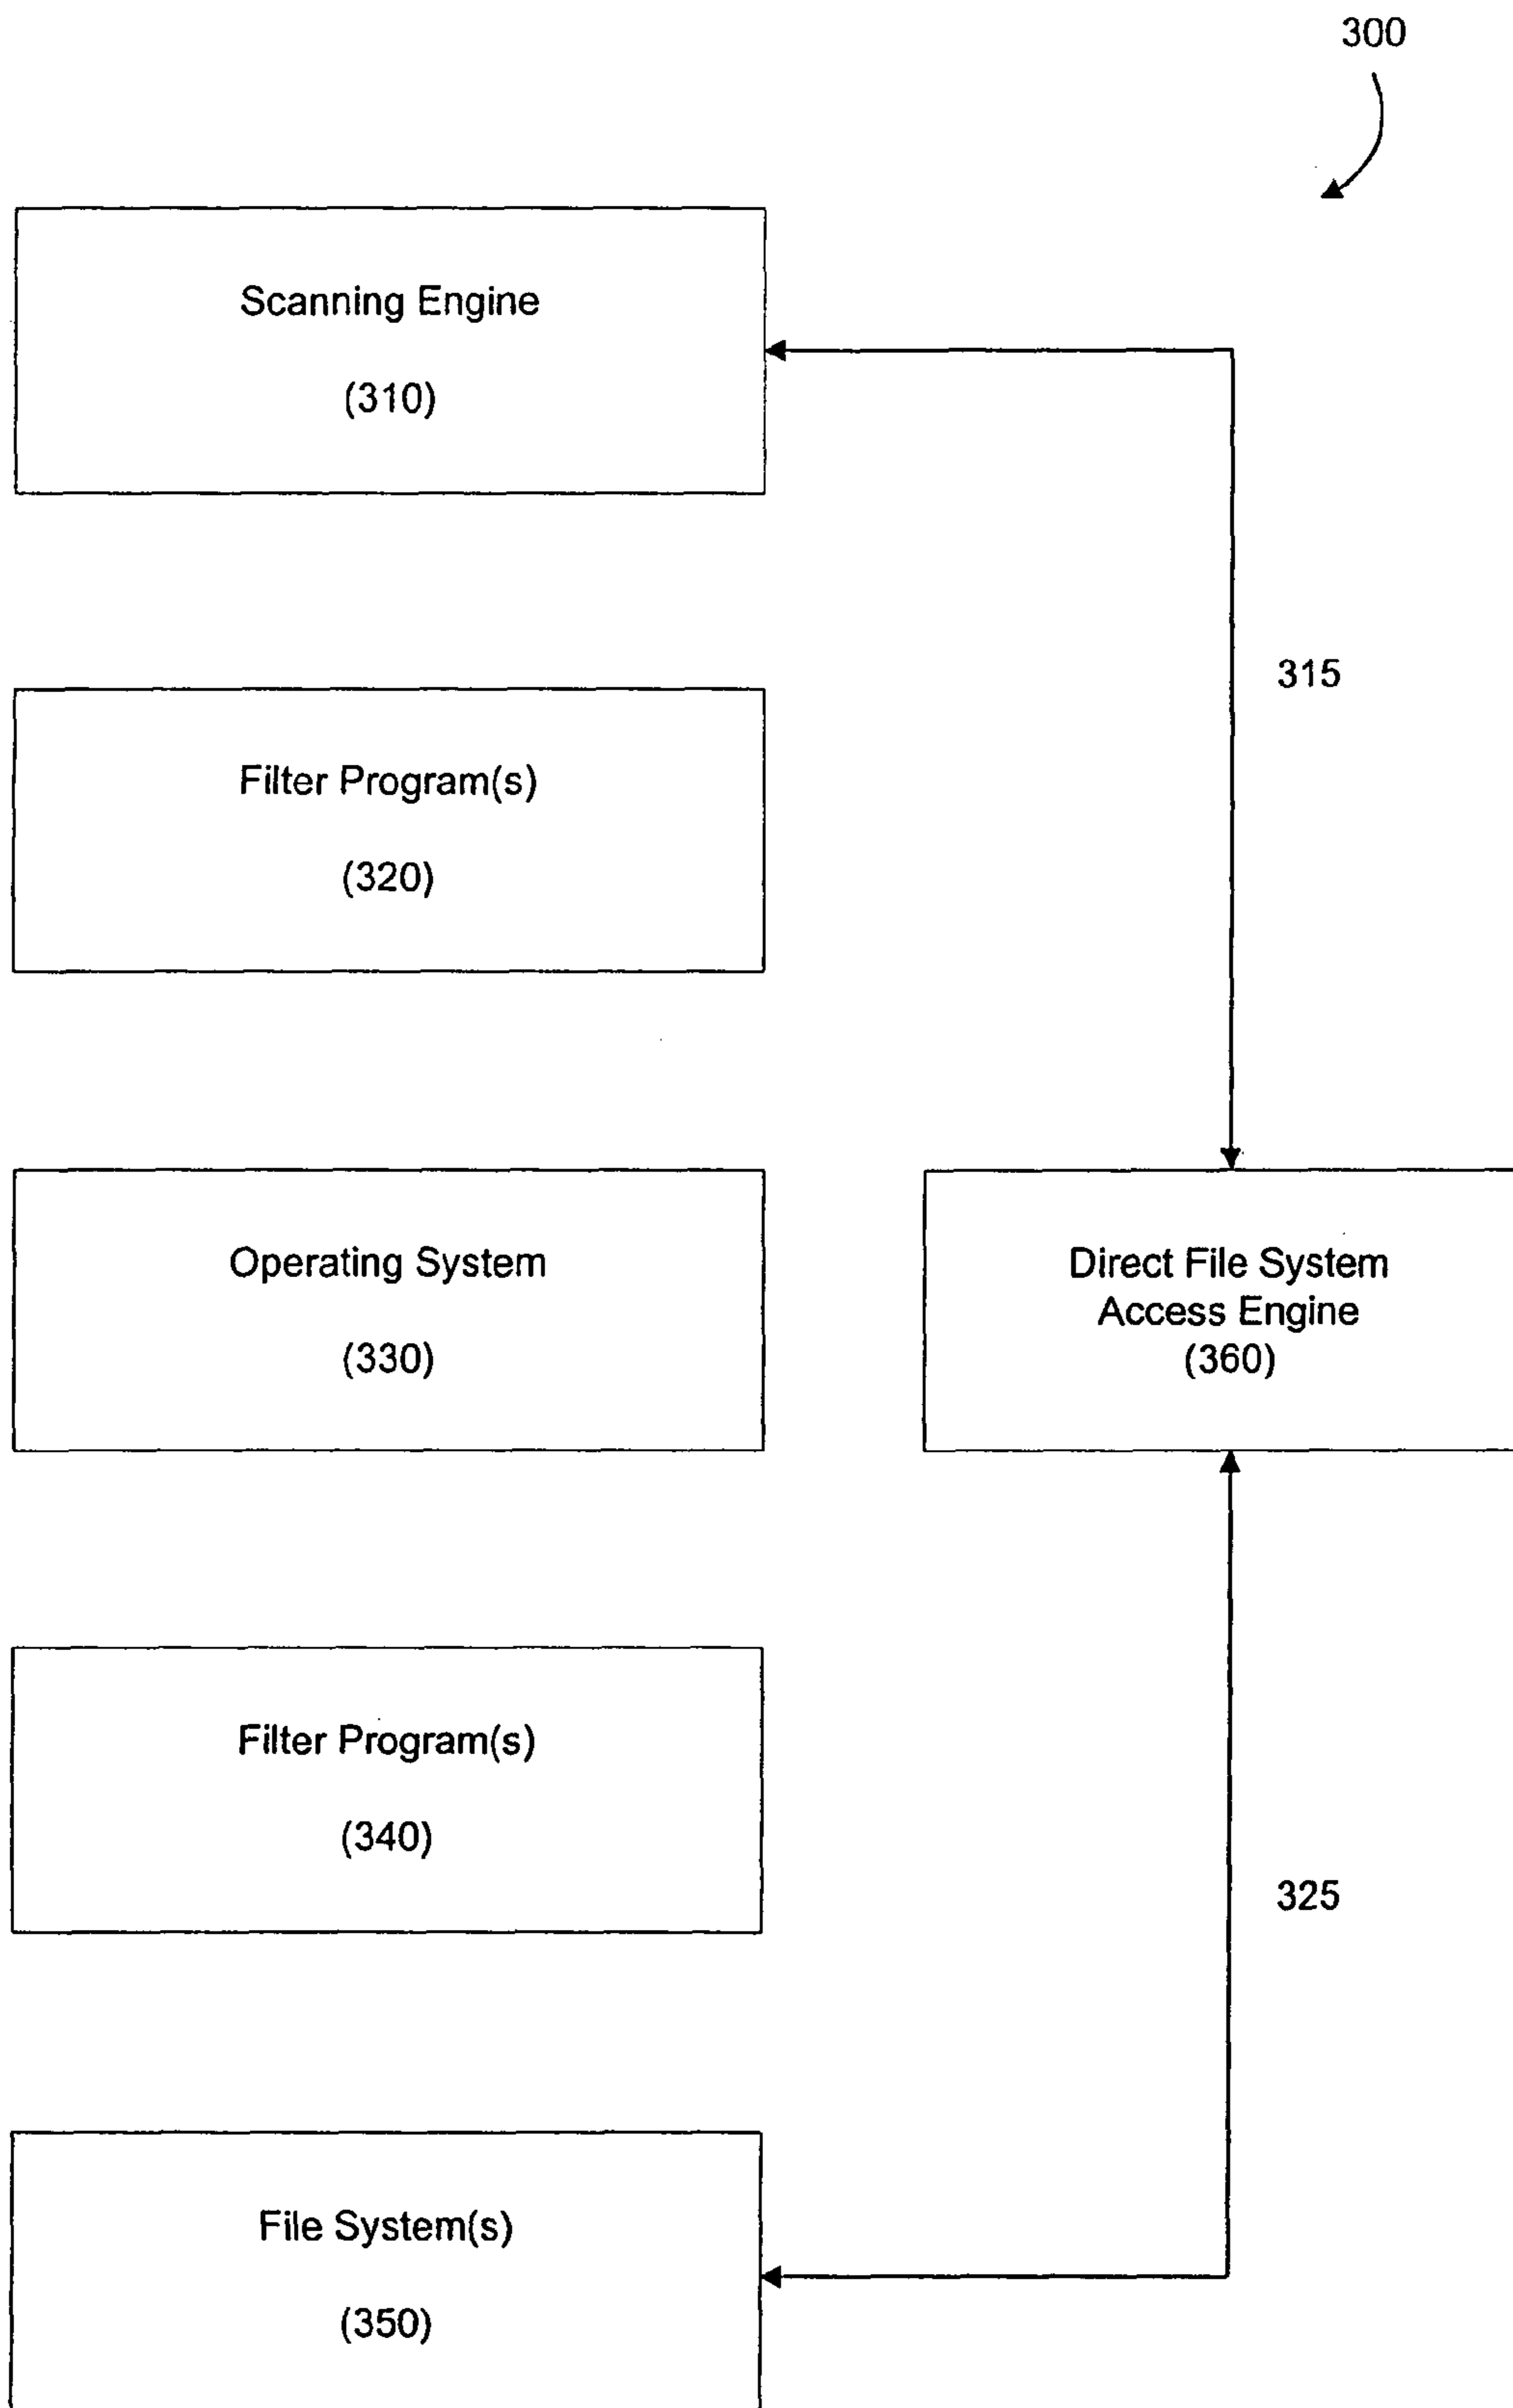 300
Scanning Engine
(310)
315
Filter Program(s)
(320)
Operating System
(330)
Direct File System
Access Engine
(360)
Filter Program(s)
(340)
325
File System(s)
(350)